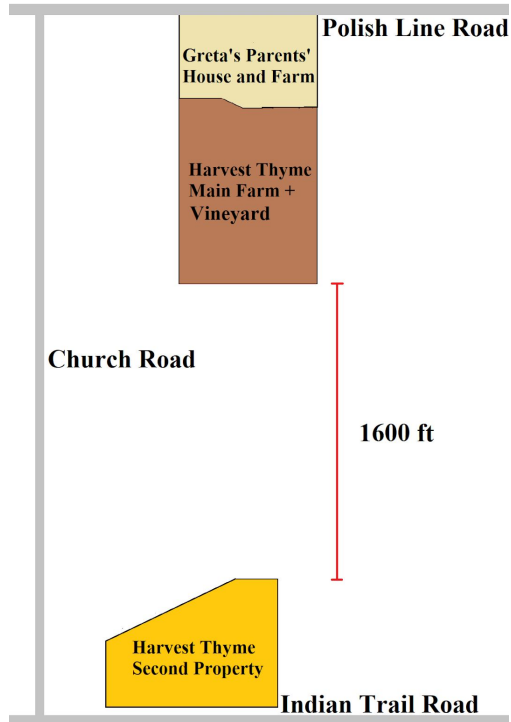 Polish Line Road
Greta's Parents'
House and Farm
Harvest Thyme
Main Farm +
Vineyard
Church Road
1600 ft
Harvest Thyme
Second Property
Indian Trail Road